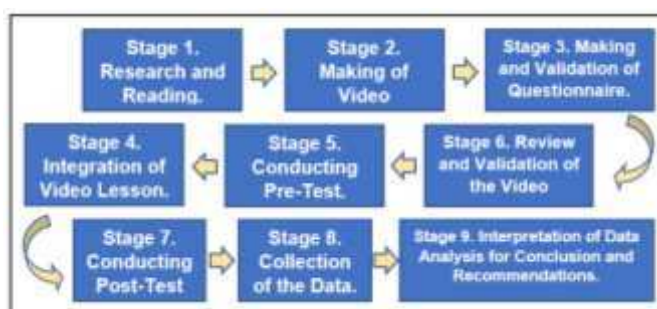 Stage 1.
Research and
Reading.
Stage 2.
Making of
Video
Stage 3. Making
and Validation of
Questionnaire.
Stage 4.
Integration of
Video Lesson.
Stage 5.
Conducting
Pre-Test.
Stage 6. Review
and Validation of
the Video
Stage 7.
Conducting
Post-Test
Stage 8.
Collection
of the Data.
Stage 9. Interpretation of Data
Analysis for Conclusion and
Recommendations.